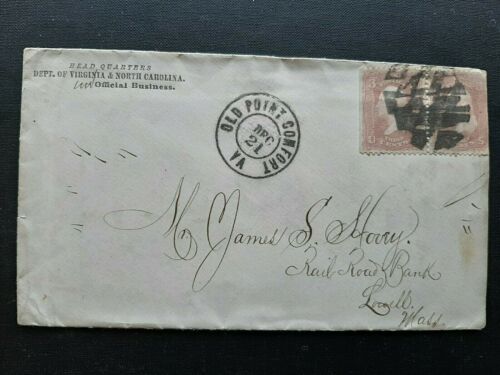 HEAD QUARTERS
DEPT. OF VIRGINIA & NORTH CAROLINA.
Official Business.
OLD POINT COMFORT
DEC
21
VA
Mr James S. Hovey.
Rail Road Bank
Lowell.
Mass